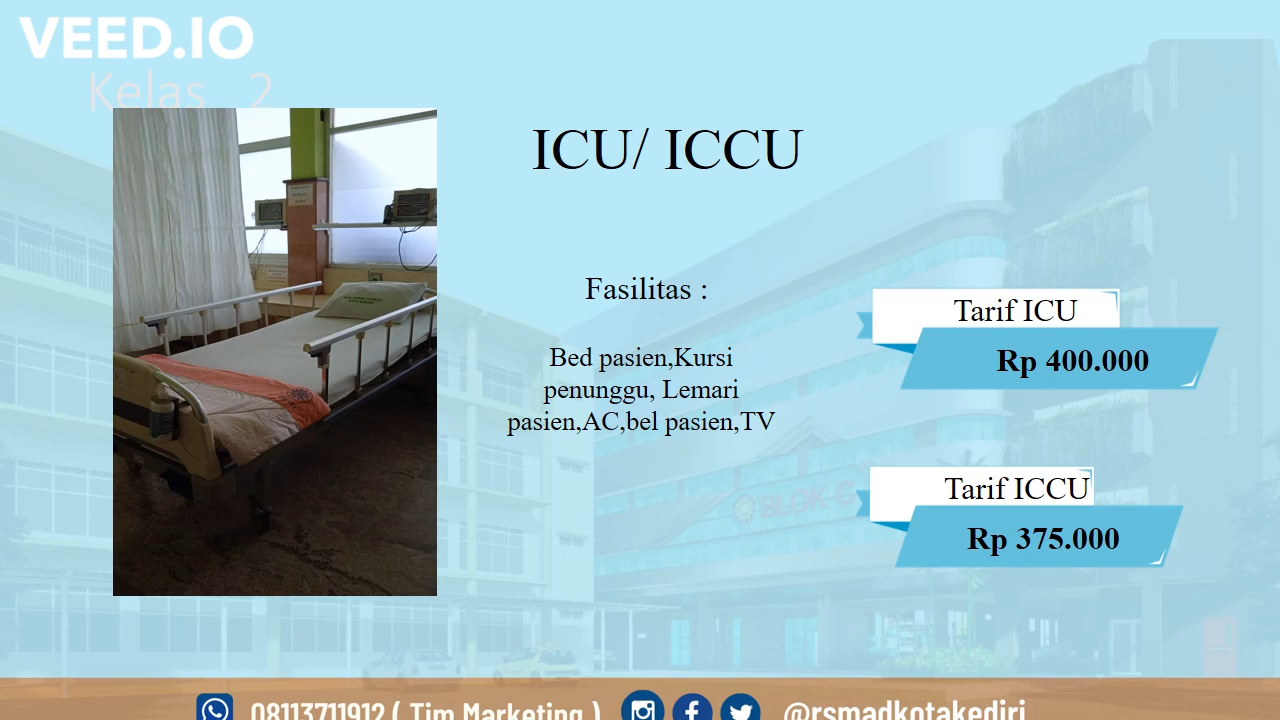 VEED.IO
Kelas 2
ICU/ ICCU
Fasilitas :
Bed pasien,Kursi
penunggu, Lemari
pasien,AC,bel pasien,TV
Tarif ICU
Rp 400.000
Tarif ICCU
Rp 375.000
BLOK C
08113711912 ( Tim Marketing )
@rsmadkotakediri